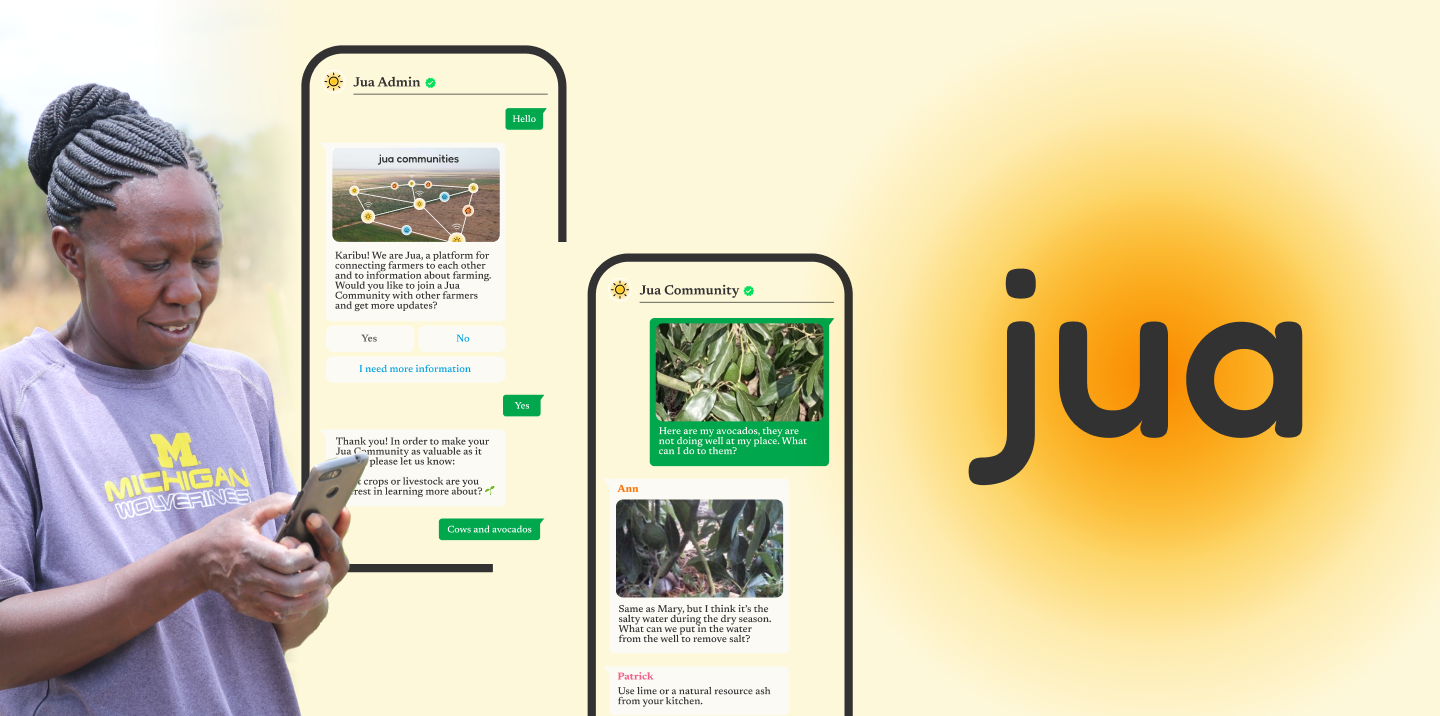 Jua Admin
Hello
jua communities
Karibu! We are Jua, a platform for
connecting farmers to each other
and to information about farming.
Would you like to join a Jua
Community with other farmers
and get more updates?
Yes
No
I need more information
Yes
Thank you! In order to make your
Jua Community as valuable as it
please let us know:
crops or livestock are you
in learning more about? 🌱
Cows and avocados
MICHIGAN
WOLVERINES
Jua Community
Here are my avocados, they are
not doing well at my place. What
can I do to them?
Ann
Same as Mary, but I think it's the
salty water during the dry season.
What can we put in the water
from the well to remove salt?
Patrick
Use lime or a natural resource ash
from your kitchen.
jua